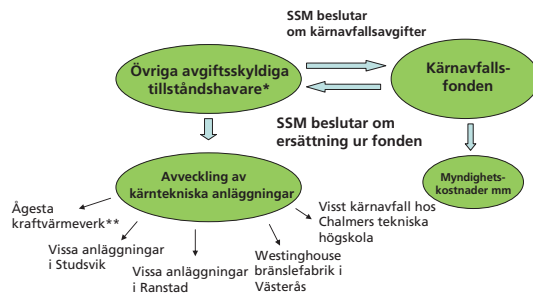 SSM beslutar
om kärnavfallsavgifter
Övriga avgiftsskyldiga
tillståndshavare*
Kärnavfalls-
fonden
SSM beslutar om
ersättning ur fonden
Avveckling av
kärntekniska anläggningar
Myndighets-
kostnader mm
Ågesta
kraftvärmeverk**
Vissa anläggningar
i Studsvik
Vissa anläggningar
i Ranstad
Westinghouse
bränslefabrik i
Västerås
Visst kärnavfall hos
Chalmers tekniska
högskola